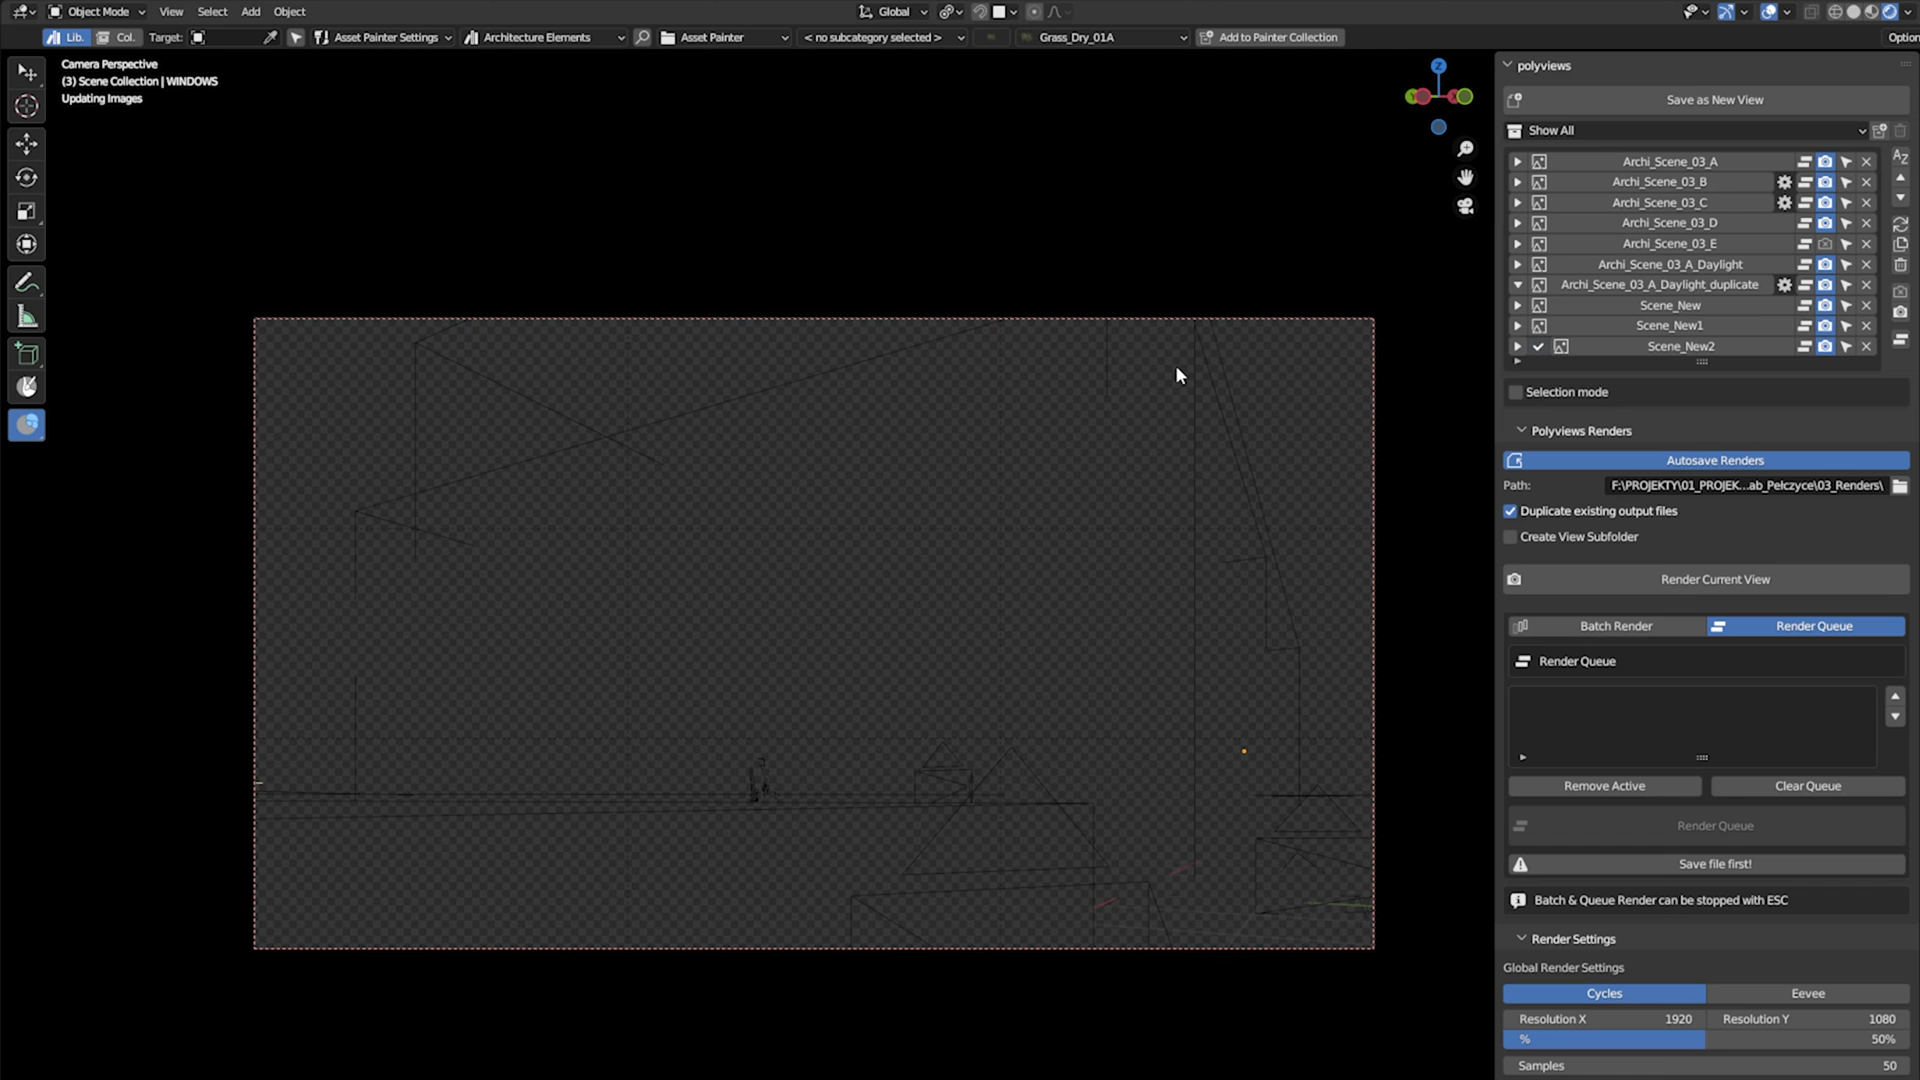 Object Mode View Select Add Object Global
Lib. Col. Target: Asset Painter Settings Architecture Elements Asset Painter < no subcategory selected > Grass_Dry_01A Add to Painter Collection Option
Camera Perspective
(3) Scene Collection | WINDOWS
Updating Images
Z
polyviews
Save as New View
Show All
Archi_Scene_03_A
Archi_Scene_03_B
Archi_Scene_03_C
Archi_Scene_03_D
Archi_Scene_03_E
Archi_Scene_03_A_Daylight
Archi_Scene_03_A_Daylight_duplicate
Scene_New
Scene_New1
Scene_New2
Selection mode
Polyviews Renders
Autosave Renders
Path: F:\PROJEKTY\01_PROJEK...ab_Pełczyce\03_Renders\
Duplicate existing output files
Create View Subfolder
Render Current View
Batch Render Render Queue
Render Queue
Remove Active Clear Queue
Render Queue
Save file first!
Batch & Queue Render can be stopped with ESC
Render Settings
Global Render Settings
Cycles Eevee
Resolution X 1920 Resolution Y 1080
% 50%
Samples 50